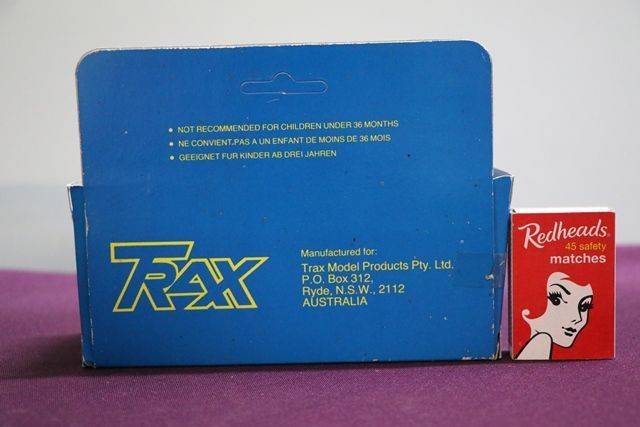 • NOT RECOMMENDED FOR CHILDREN UNDER 36 MONTHS
• NE CONVIENT.PAS A UN ENFANT DE MOINS DE 36 MOIS
• GEEIGNET FUR KINDER AB DREI JAHREN
TRAX
Manufactured for:
Trax Model Products Pty. Ltd.
P.O. Box 312,
Ryde, N.S.W., 2112
AUSTRALIA
Redheads
45 safety
matches